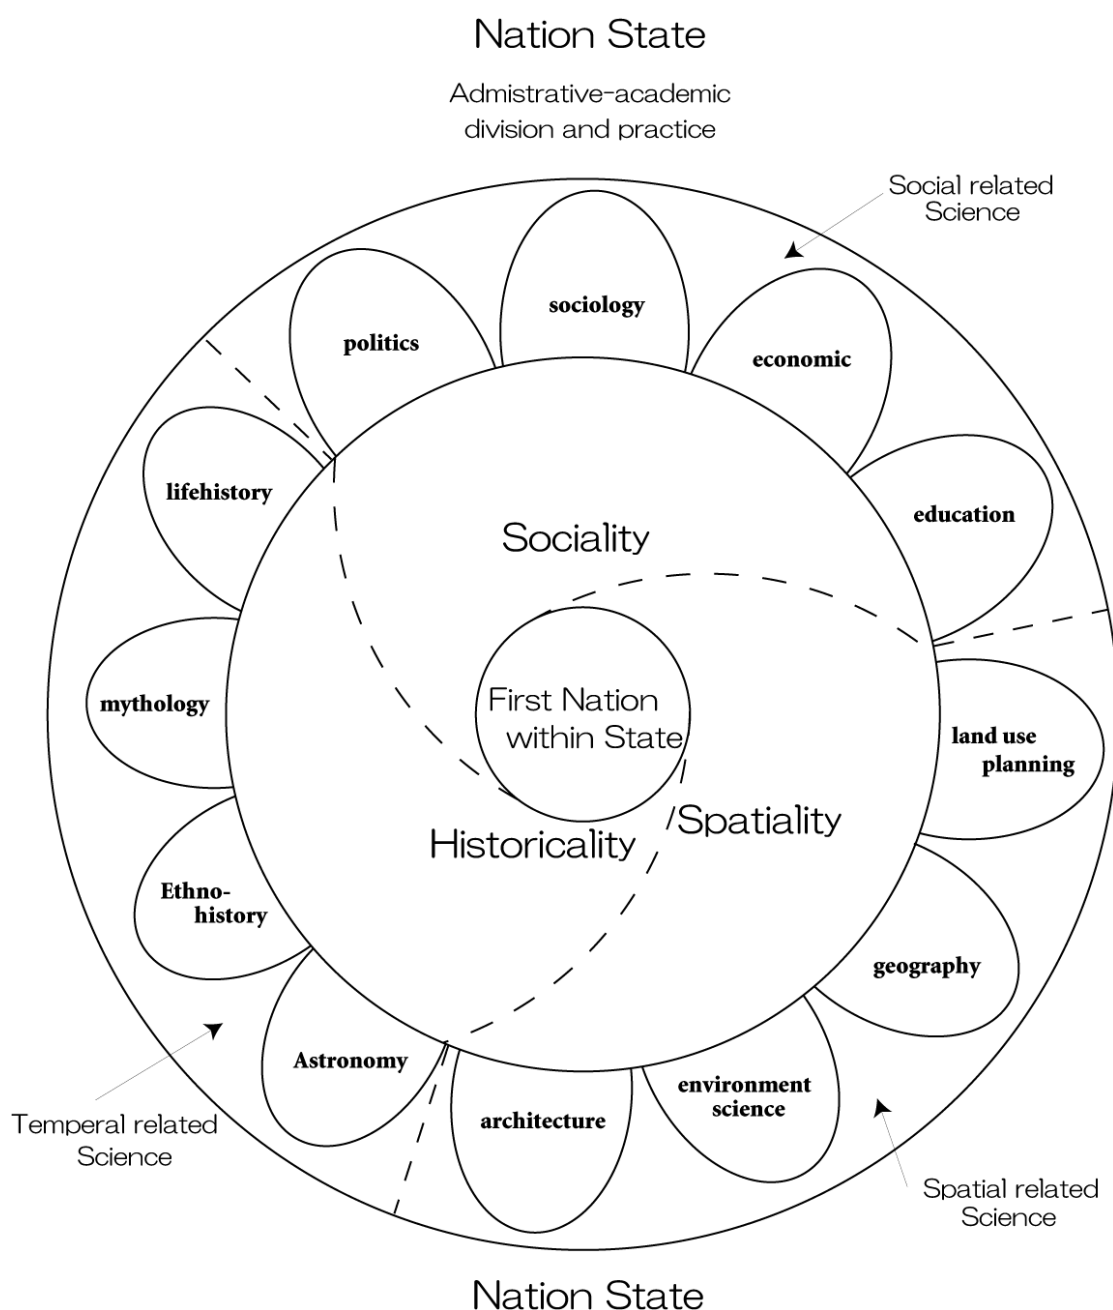 Nation State
Admistrative-academic
division and practice
Social related
Science
sociology
politics
economic
lifehistory
education
Sociality
mythology
First Nation
within State
land use
planning
Historicality
Spatiality
Ethno-
history
geography
Astronomy
environment
science
architecture
Temperal related
Science
Spatial related
Science
Nation State